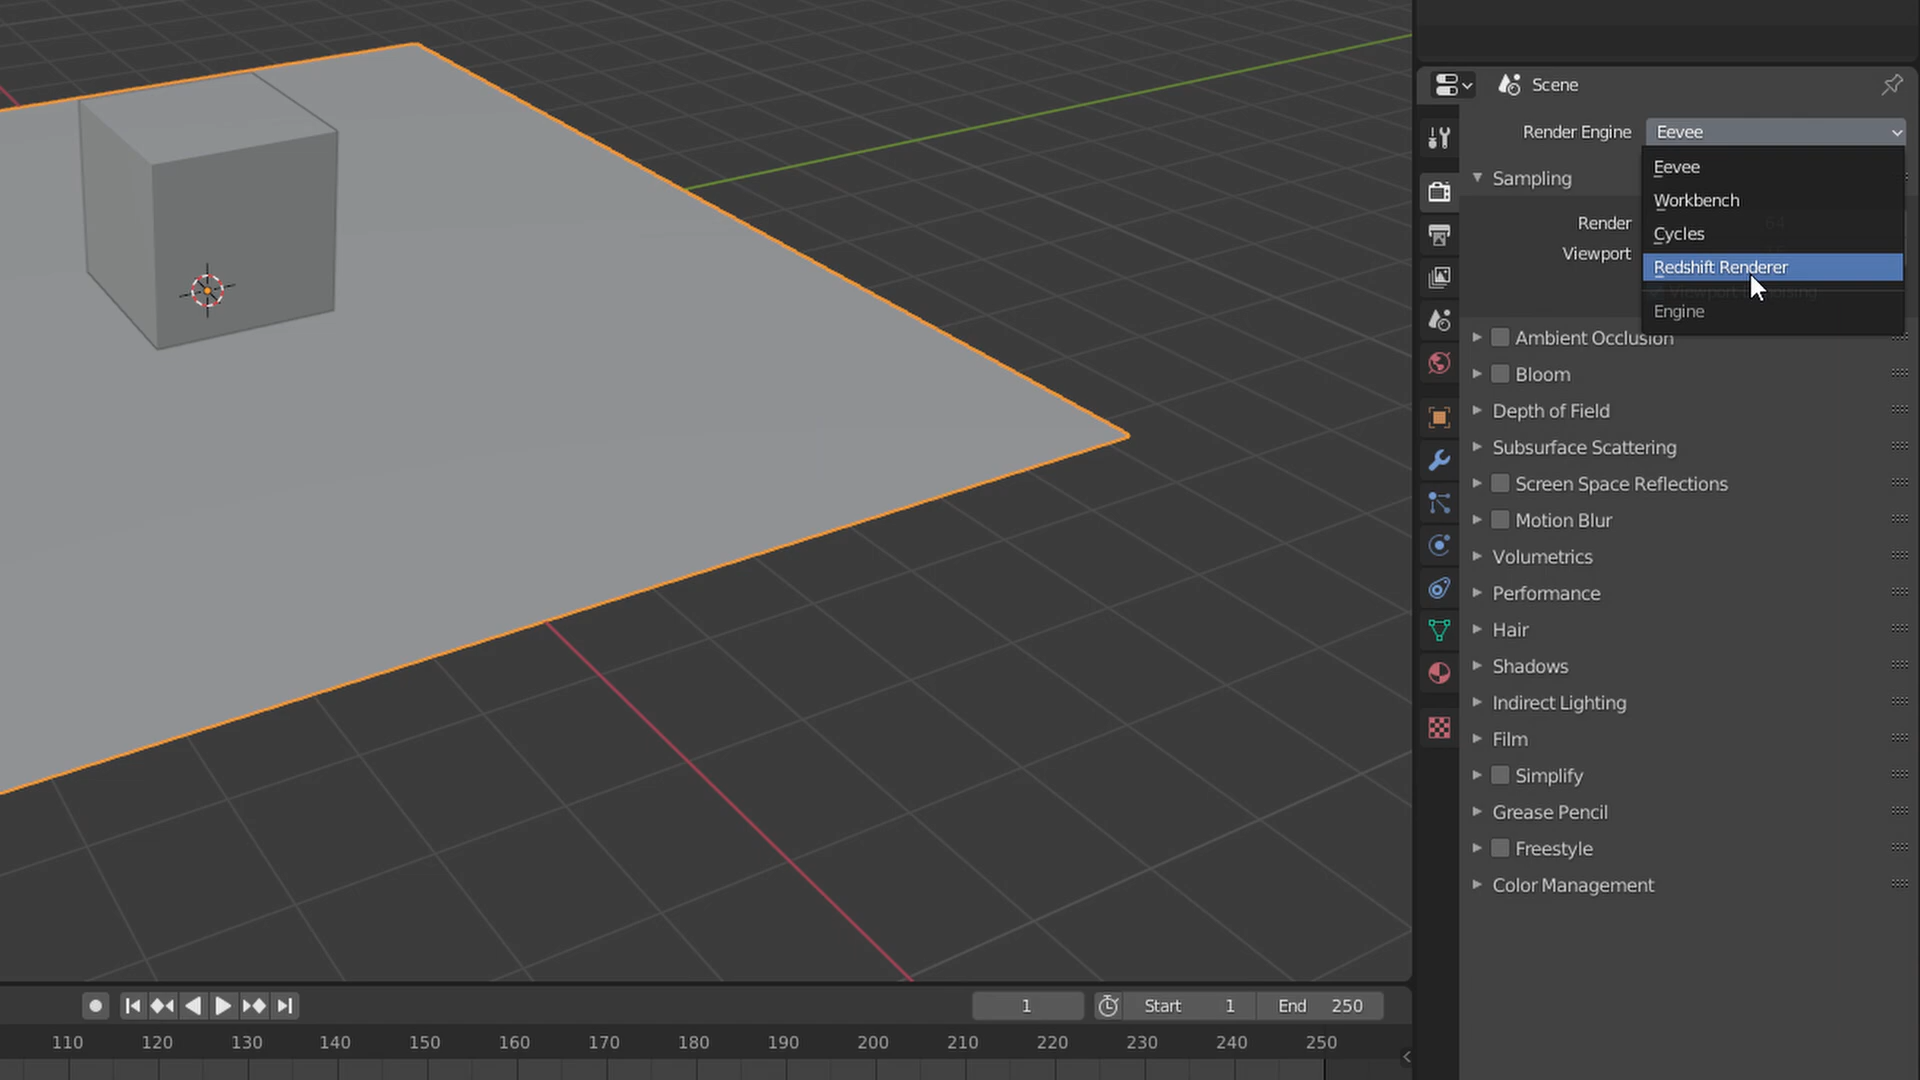 Scene
Render Engine Eevee
Eevee
Sampling
Workbench
Render 64
Cycles
Viewport
Redshift Renderer
Viewport Denoising
Engine
Ambient Occlusion
Bloom
Depth of Field
Subsurface Scattering
Screen Space Reflections
Motion Blur
Volumetrics
Performance
Hair
Shadows
Indirect Lighting
Film
Simplify
Grease Pencil
Freestyle
Color Management
1 Start 1 End 250
110 120 130 140 150 160 170 180 190 200 210 220 230 240 250